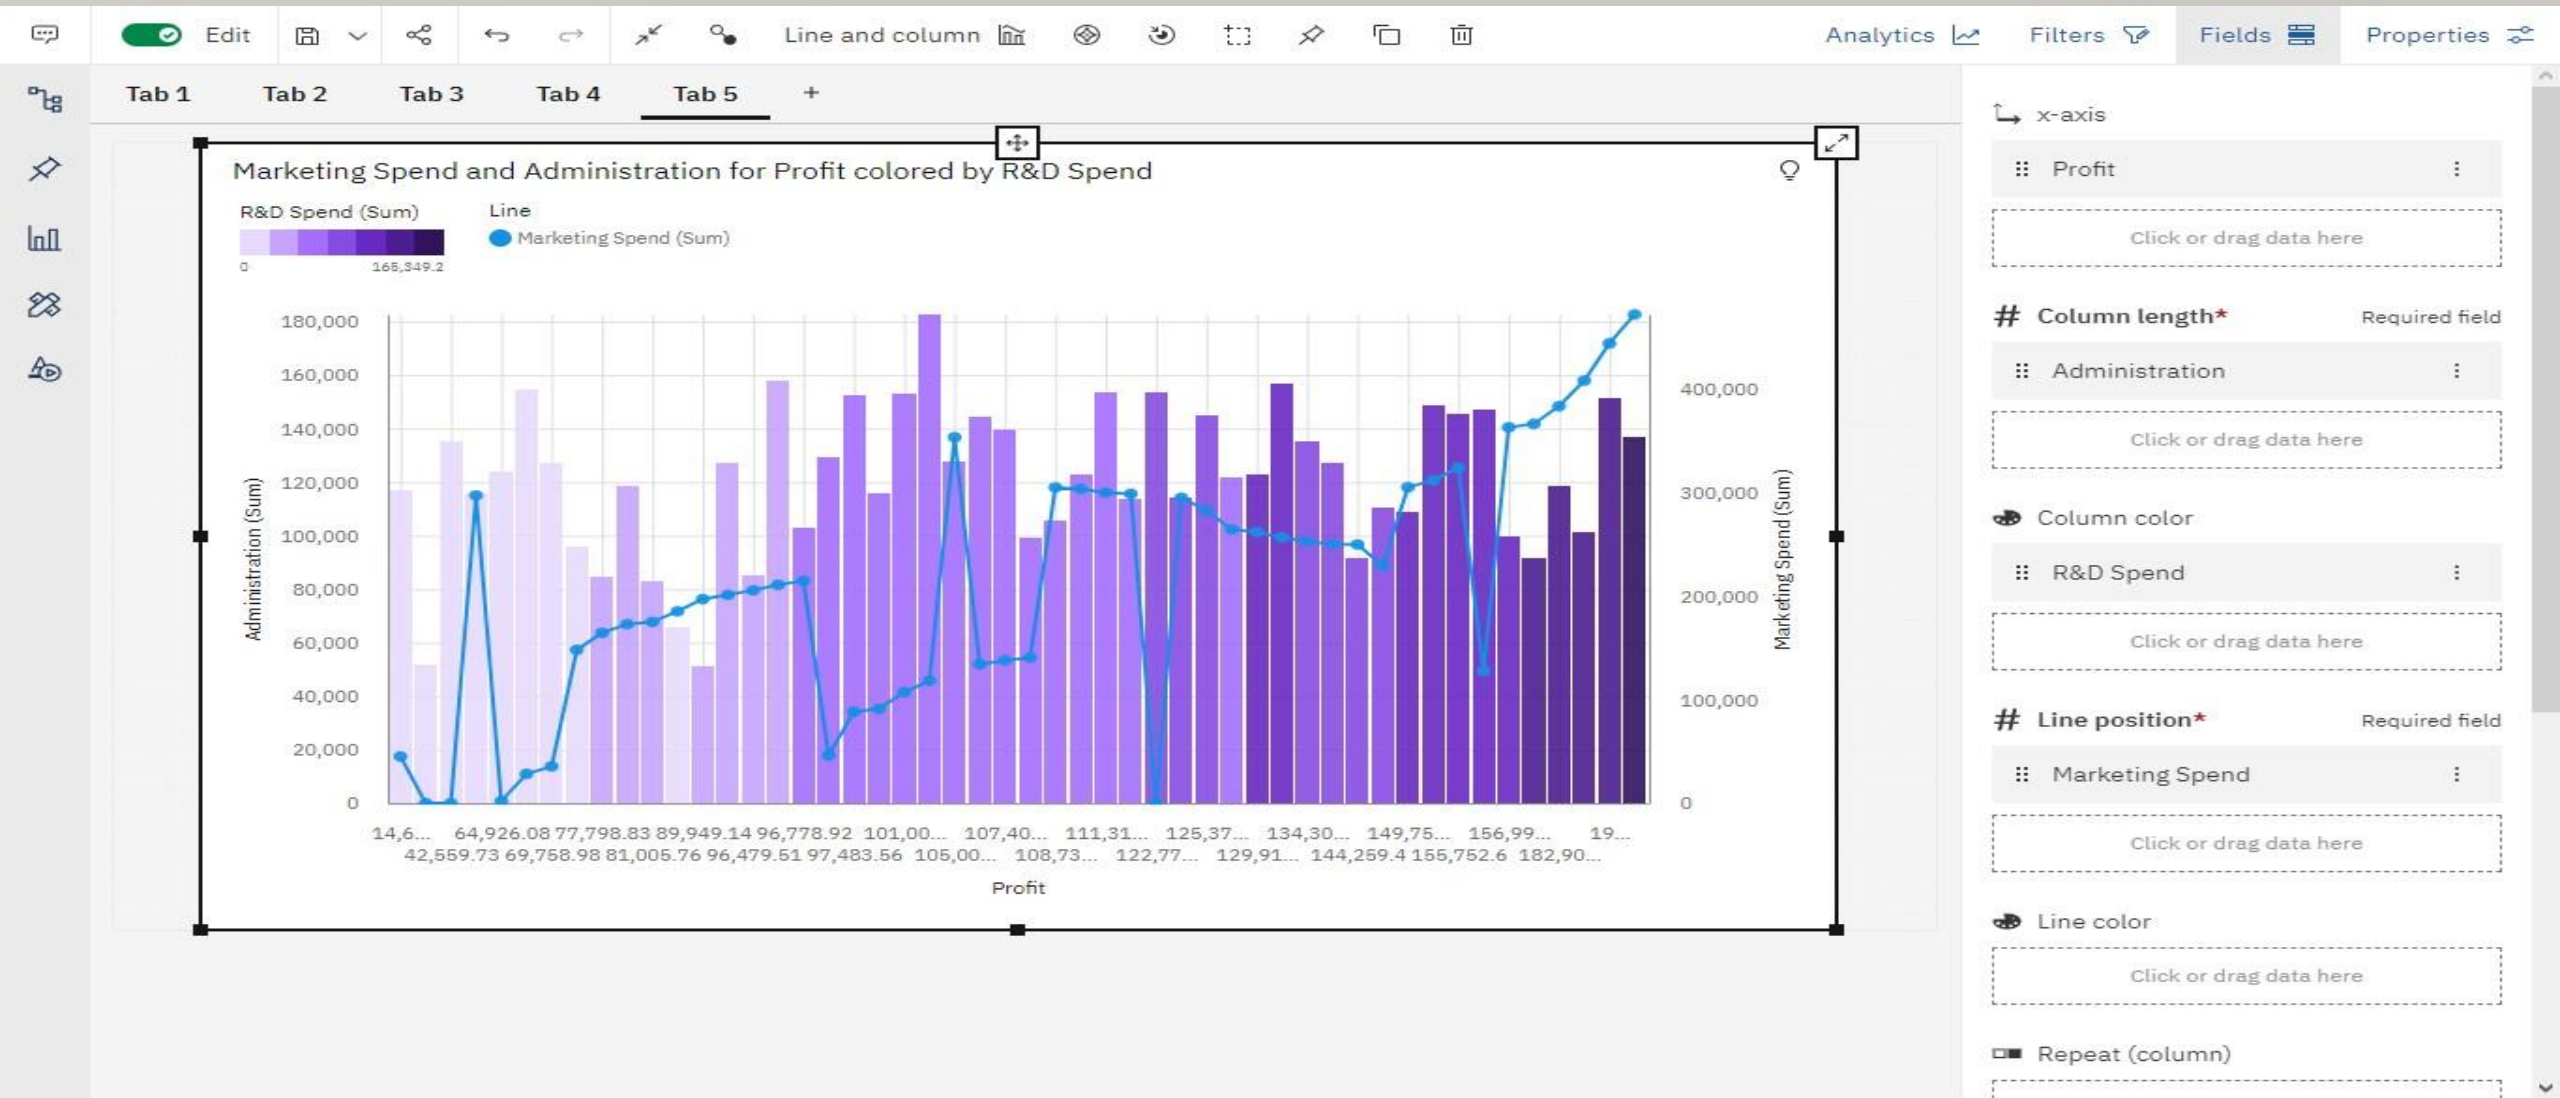 Edit
Line and column
Analytics
Filters
Fields
Properties
Tab 1
Tab 2
Tab 3
Tab 4
Tab 5
+
Marketing Spend and Administration for Profit colored by R&D Spend
R&D Spend (Sum)
0
165,349.2
Line
Marketing Spend (Sum)
Administration (Sum)
180,000
160,000
140,000
120,000
100,000
80,000
60,000
40,000
20,000
0
400,000
300,000
200,000
100,000
0
Marketing Spend (Sum)
14,6... 64,926.08 77,798.83 89,949.14 96,778.92 101,00... 107,40... 111,31... 125,37... 134,30... 149,75... 156,99... 19...
42,559.73 69,758.98 81,005.76 96,479.51 97,483.56 105,00... 108,73... 122,77... 129,91... 144,259.4 155,752.6 182,90...
Profit
x-axis
Profit
Click or drag data here
# Column length* Required field
Administration
Click or drag data here
Column color
R&D Spend
Click or drag data here
# Line position* Required field
Marketing Spend
Click or drag data here
Line color
Click or drag data here
Repeat (column)